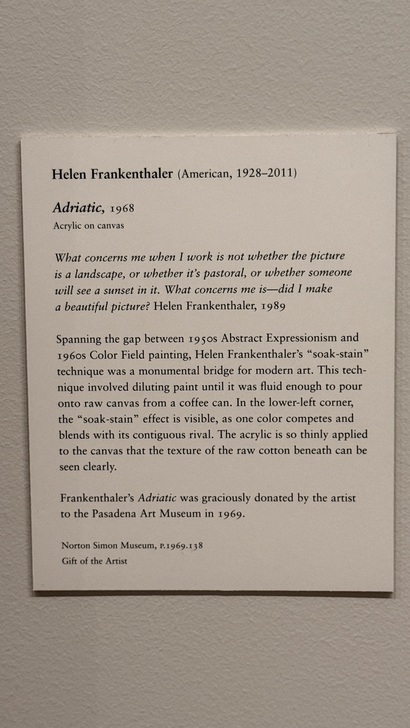 Helen Frankenthaler (American, 1928–2011)
Adriatic, 1968
Acrylic on canvas
What concerns me when I work is not whether the picture
is a landscape, or whether it's pastoral, or whether someone
will see a sunset in it. What concerns me is—did I make
a beautiful picture? Helen Frankenthaler, 1989
Spanning the gap between 1950s Abstract Expressionism and
1960s Color Field painting, Helen Frankenthaler's “soak-stain”
technique was a monumental bridge for modern art. This tech-
nique involved diluting paint until it was fluid enough to pour
onto raw canvas from a coffee can. In the lower-left corner,
the “soak-stain” effect is visible, as one color competes and
blends with its contiguous rival. The acrylic is so thinly applied
to the canvas that the texture of the raw cotton beneath can be
seen clearly.
Frankenthaler's Adriatic was graciously donated by the artist
to the Pasadena Art Museum in 1969.
Norton Simon Museum, P.1969.138
Gift of the Artist